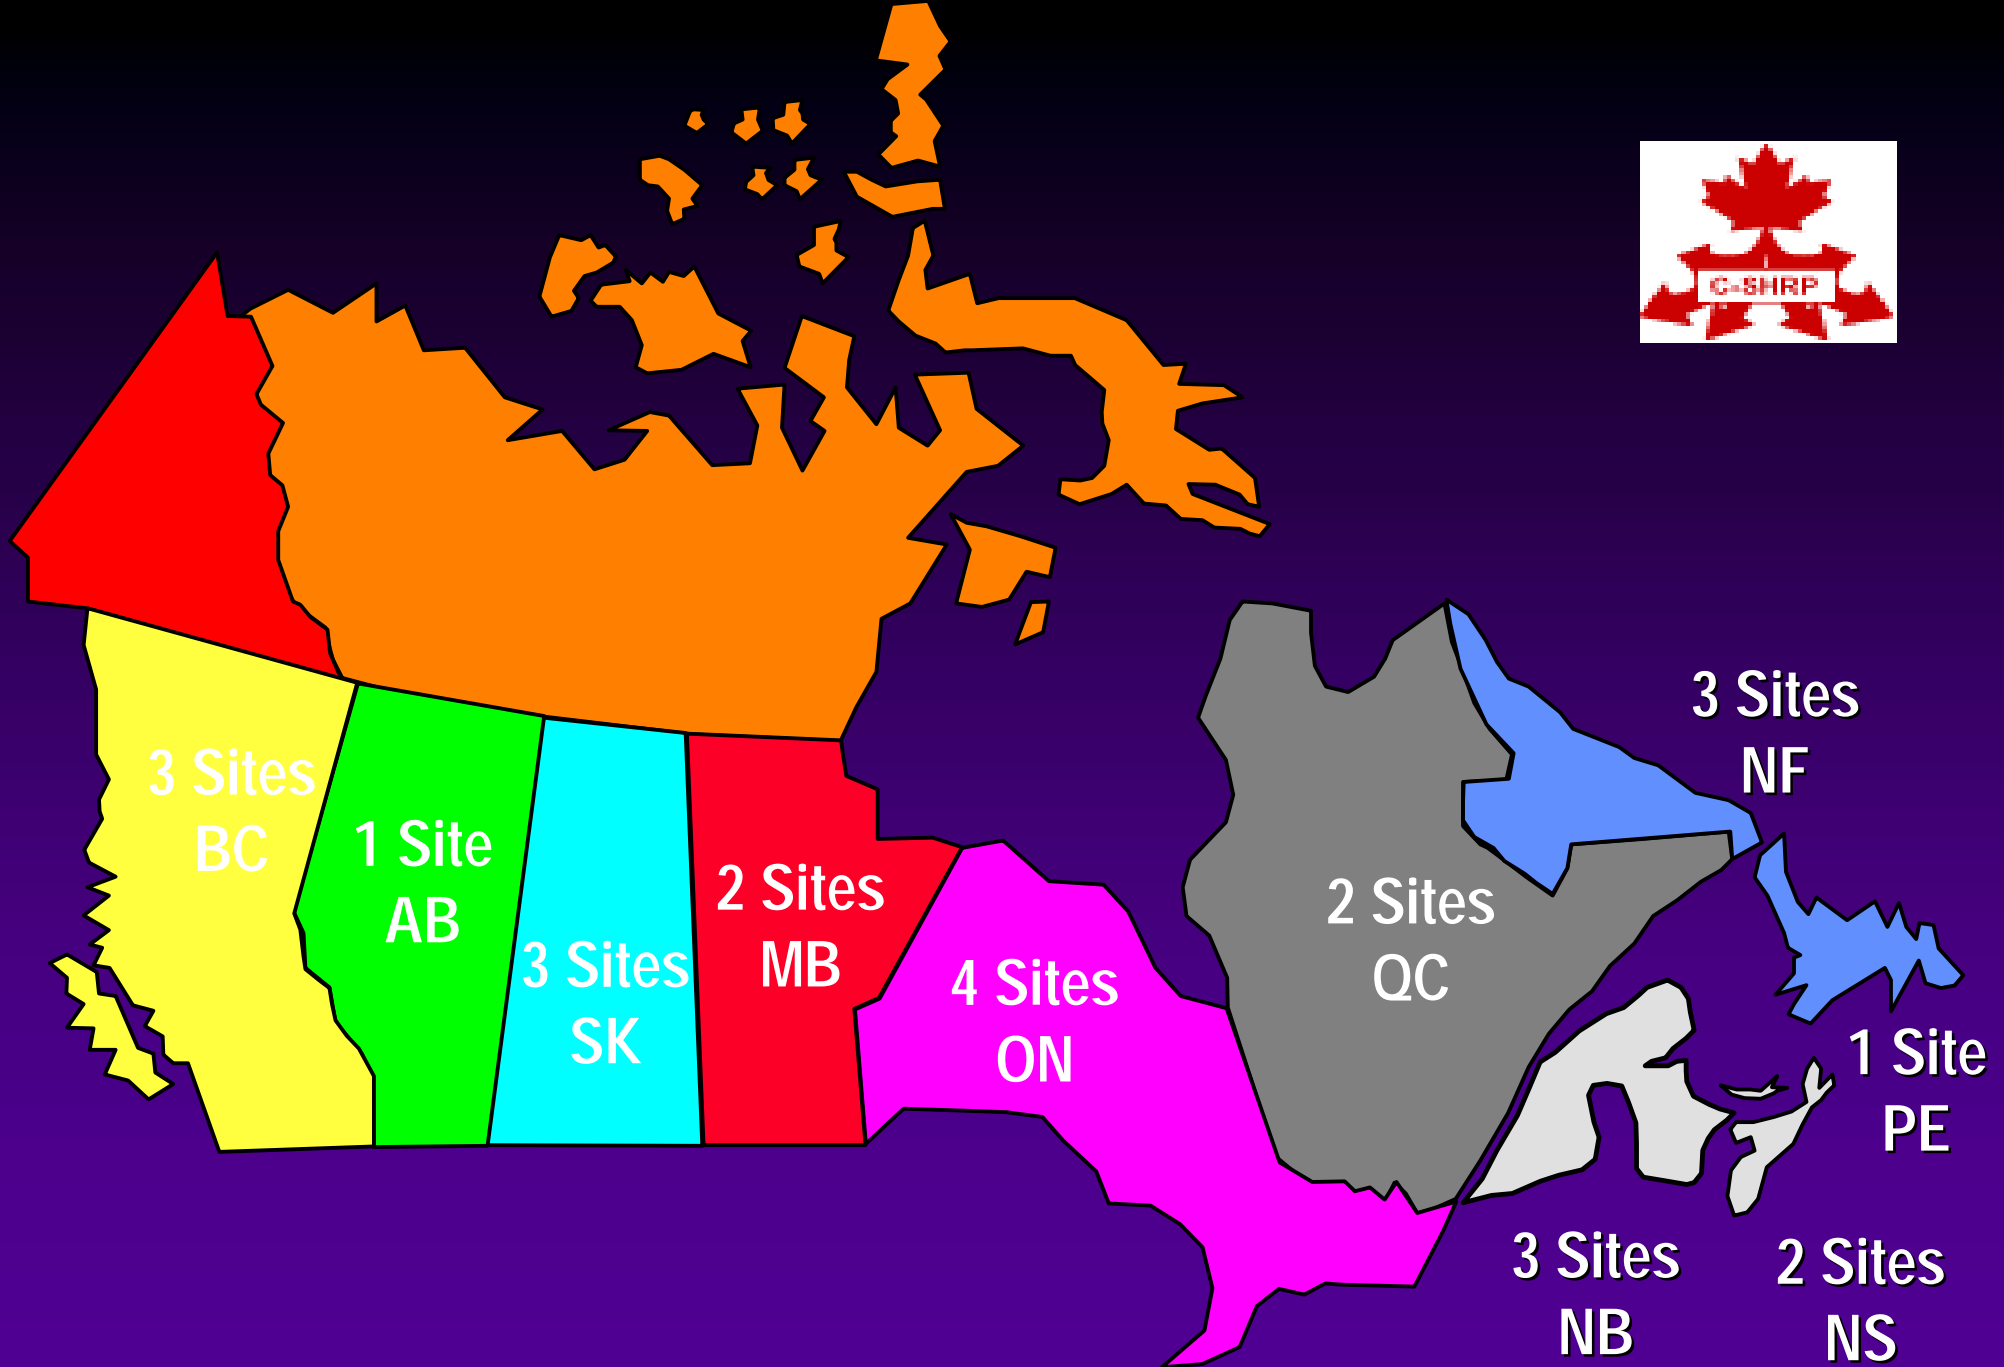 C-SHRP
3 Sites
NF
3 Sites
BC
1 Site
AB
2 Sites
MB
2 Sites
QC
3 Sites
SK
4 Sites
ON
1 Site
PE
3 Sites
NB
2 Sites
NS